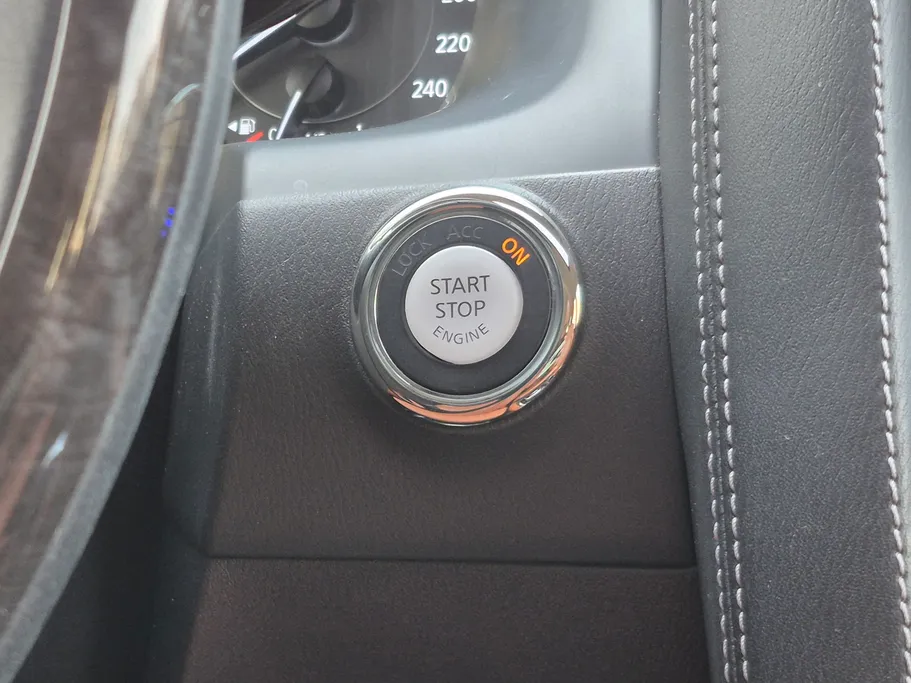 220
240
LOCK ACC ON
START
STOP
ENGINE